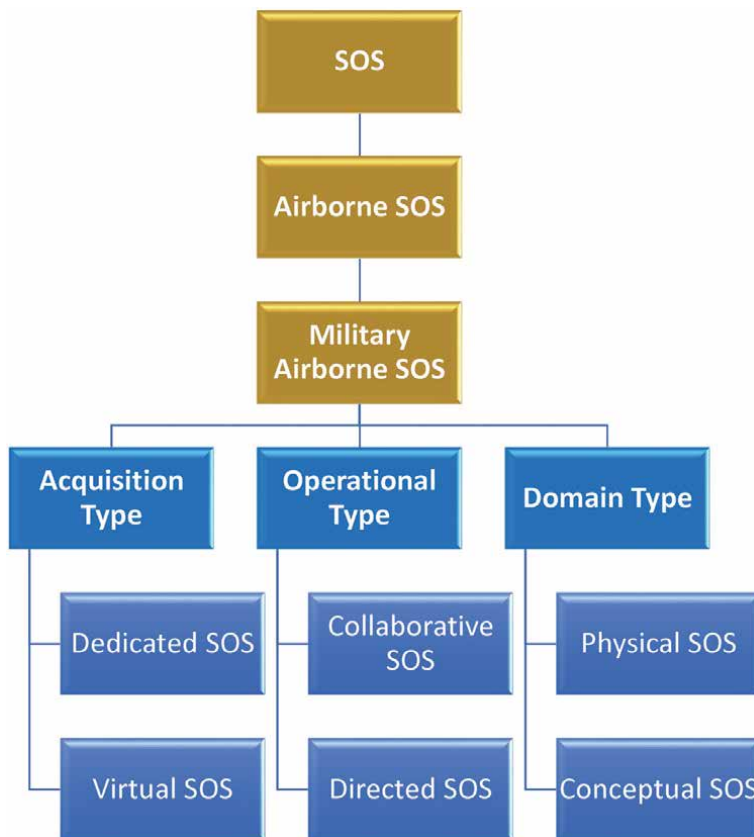 SOS
Airborne SOS
Military
Airborne SOS
Acquisition
Type
Operational
Type
Domain Type
Dedicated SOS
Collaborative
SOS
Physical SOS
Virtual SOS
Directed SOS
Conceptual SOS